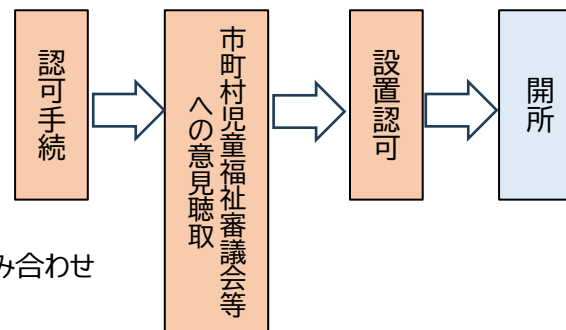 認可手続
市町村児童福祉審議会等
への意見聴取
設置認可
開所
み合わせ